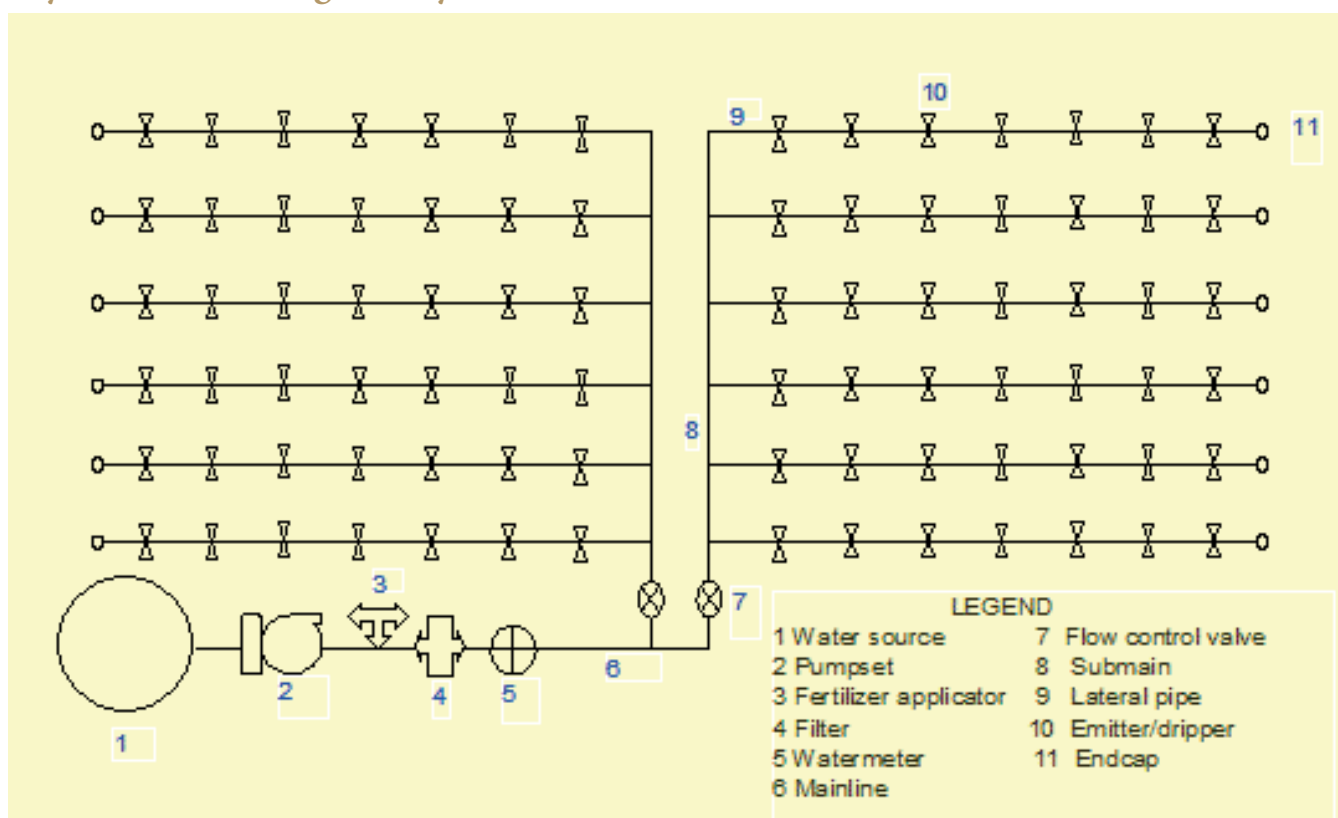 10
9
11
8
3
7
6
2
4
5
1
LEGEND
1 Water source
2 Pumpset
3 Fertilizer applicator
4 Filter
5 Watermeter
6 Mainline
7 Flow control valve
8 Submain
9 Lateral pipe
10 Emitter/dripper
11 Endcap